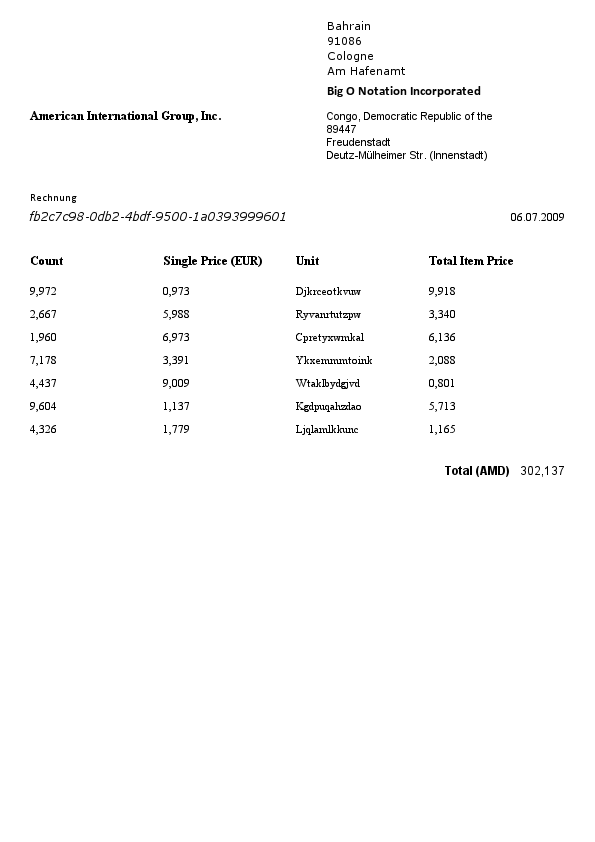 Bahrain
91086
Cologne
Am Hafenamt
Big O Notation Incorporated
American International Group, Inc.
Congo, Democratic Republic of the
89447
Freudenstadt
Deutz-Mülheimer Str. (Innenstadt)
Rechnung
fb2c7c98-0db2-4bdf-9500-1a0393999601 06.07.2009
Count Single Price (EUR) Unit Total Item Price
9,972 0,973 Djkrceotkvuw 9,918
2,667 5,988 Ryvanrtutzpw 3,340
1,960 6,973 Cpretyxwmkal 6,136
7,178 3,391 Ykxemmmtoink 2,088
4,437 9,009 Wtaklbydgjvd 0,801
9,604 1,137 Kgdpuqahzdao 5,713
4,326 1,779 Ljqlamlkkunc 1,165
Total (AMD) 302,137